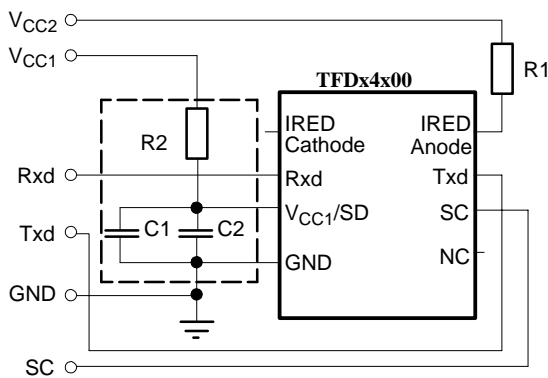 VCC2
VCC1
R1
TFDx4x00
IRED
Cathode
IRED
Anode
R2
Rxd
Rxd
Txd
VCC1/SD
SC
Txd
C1
C2
GND
NC
GND
SC